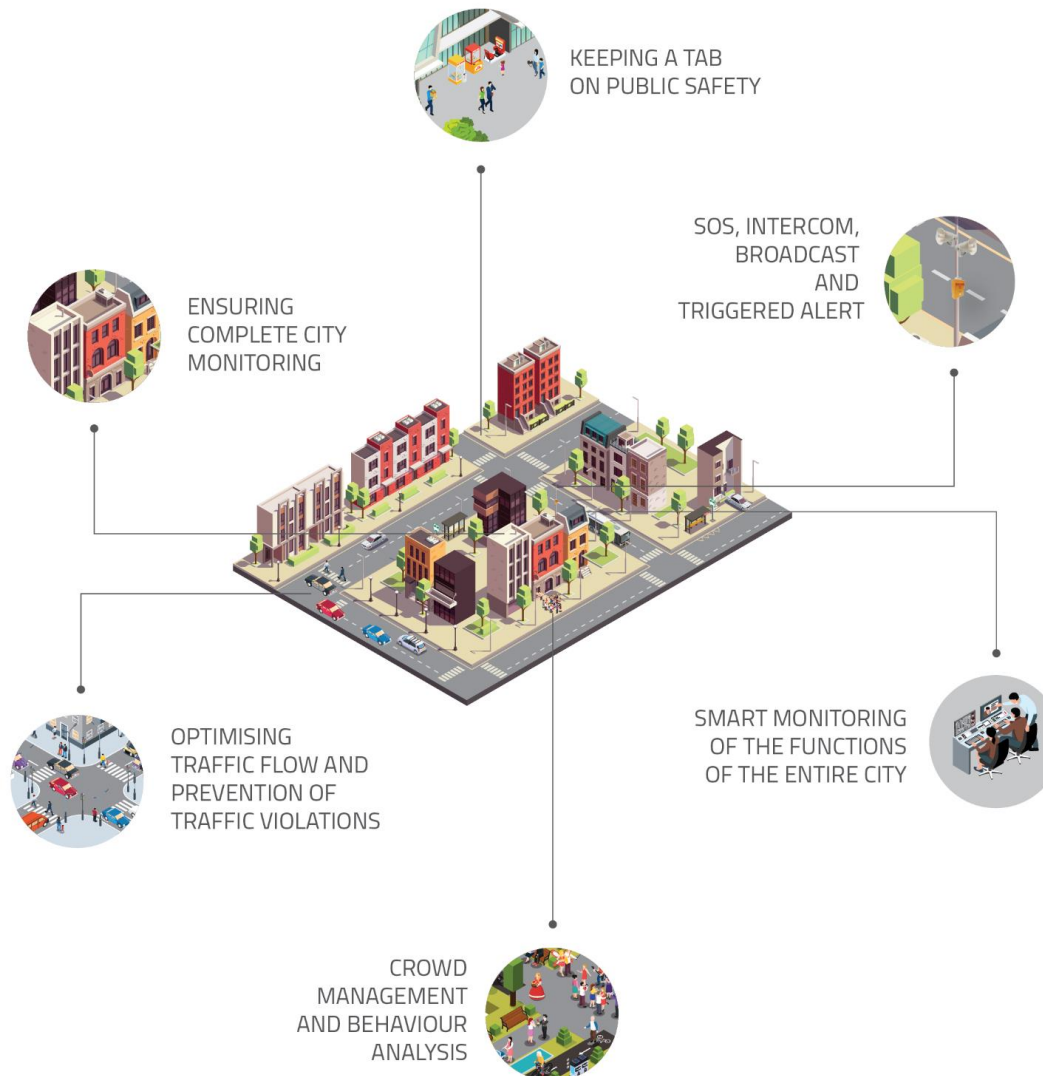 KEEPING A TAB
ON PUBLIC SAFETY
SOS, INTERCOM,
BROADCAST
AND
TRIGGERED ALERT
ENSURING
COMPLETE CITY
MONITORING
OPTIMISING
TRAFFIC FLOW AND
PREVENTION OF
TRAFFIC VIOLATIONS
SMART MONITORING
OF THE FUNCTIONS
OF THE ENTIRE CITY
CROWD
MANAGEMENT
AND BEHAVIOUR
ANALYSIS